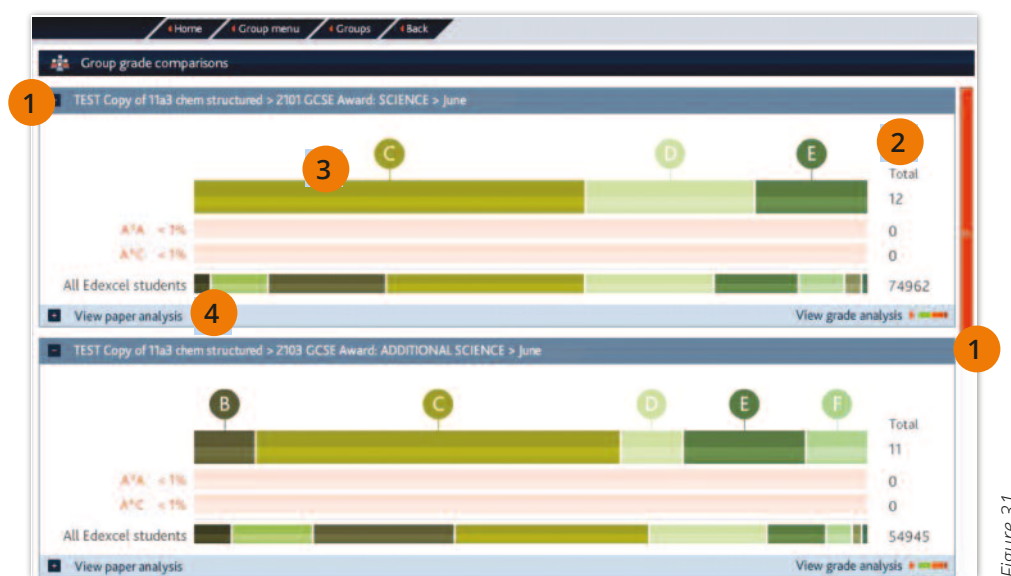 Home Group menu Groups Back
Group grade comparisons
1 TEST Copy of 11a3 chem structured > 2101 GCSE Award: SCIENCE > June
C D E 2
3 Total
12
A*A < 1% 0
A*C < 1% 0
All Edexcel students 74962
View paper analysis 4 View grade analysis
TEST Copy of 11a3 chem structured > 2103 GCSE Award: ADDITIONAL SCIENCE > June 1
B C D E F
Total
11
A*A < 1% 0
A*C < 1% 0
All Edexcel students 54945
View paper analysis View grade analysis
Figure 31